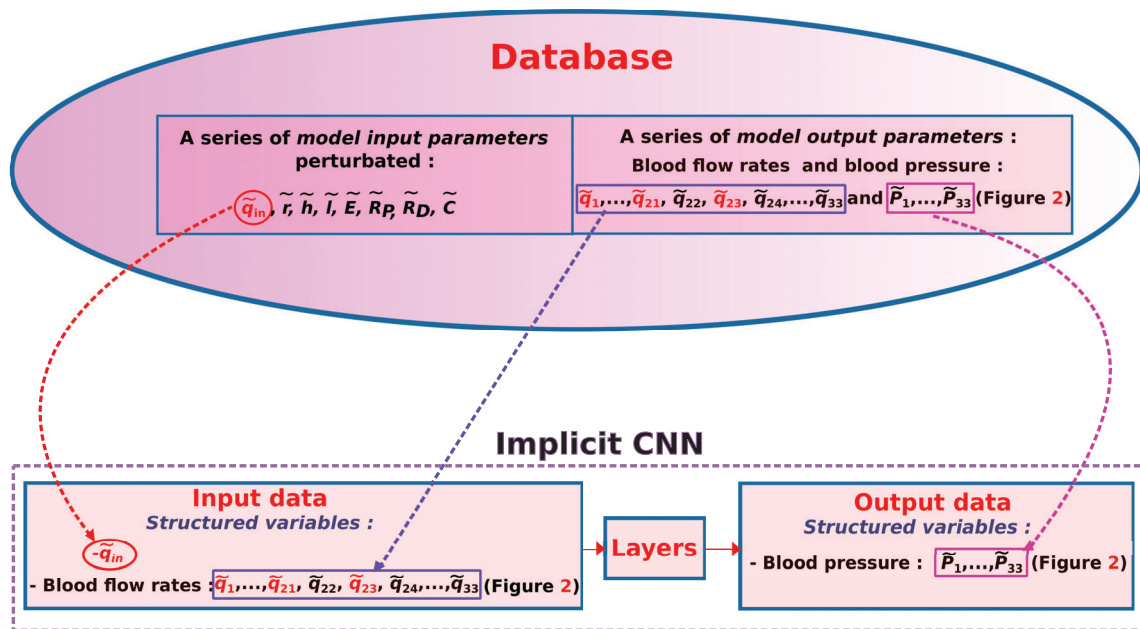 Database
A series of model input parameters
perturbated :
q̃in, r̃, h̃, l̃, Ẽ, R̃P, R̃D, C̃
A series of model output parameters :
Blood flow rates and blood pressure :
q̃1,...,q̃21, q̃22, q̃23, q̃24,...,q̃33 and P̃1,...,P̃33 (Figure 2)
Implicit CNN
Input data
Structured variables :
-q̃in
- Blood flow rates : q̃1,...,q̃21, q̃22, q̃23, q̃24,...,q̃33 (Figure 2)
Layers
Output data
Structured variables :
- Blood pressure : P̃1,...,P̃33 (Figure 2)